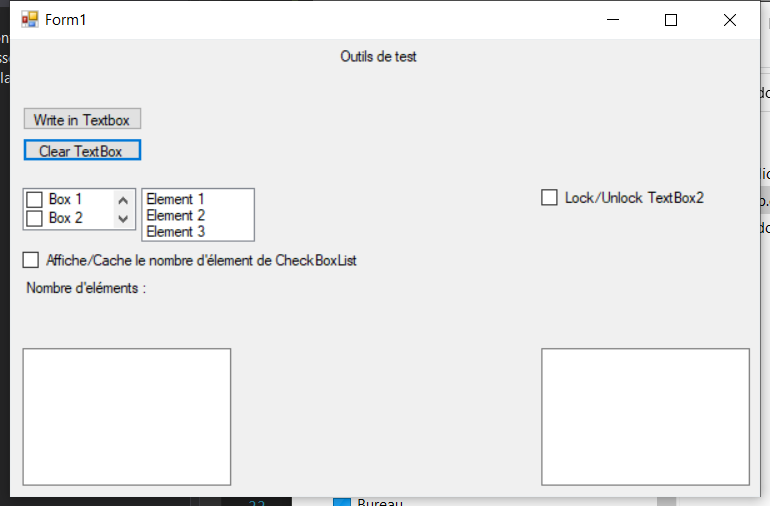 Form1
Outils de test
Write in Textbox
Clear TextBox
Box 1
Box 2
Element 1
Element 2
Element 3
Lock/Unlock TextBox2
Affiche/Cache le nombre d'élement de CheckBoxList
Nombre d'eléments :
Bureau